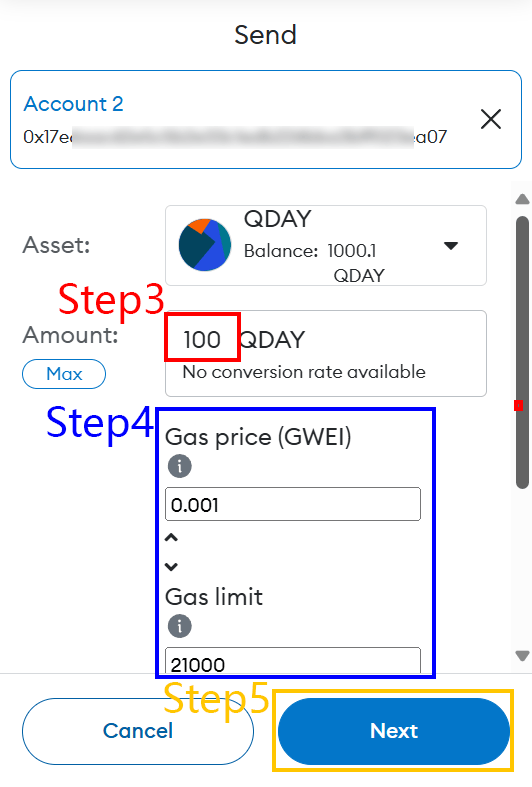 Send
Account 2
0x17e
a07
Asset:
QDAY
Balance: 1000.1
QDAY
Step3
Amount:
100 QDAY
Max
No conversion rate available
Step4
Gas price (GWEI)
i
0.001
Gas limit
i
21000
Step5
Cancel
Next